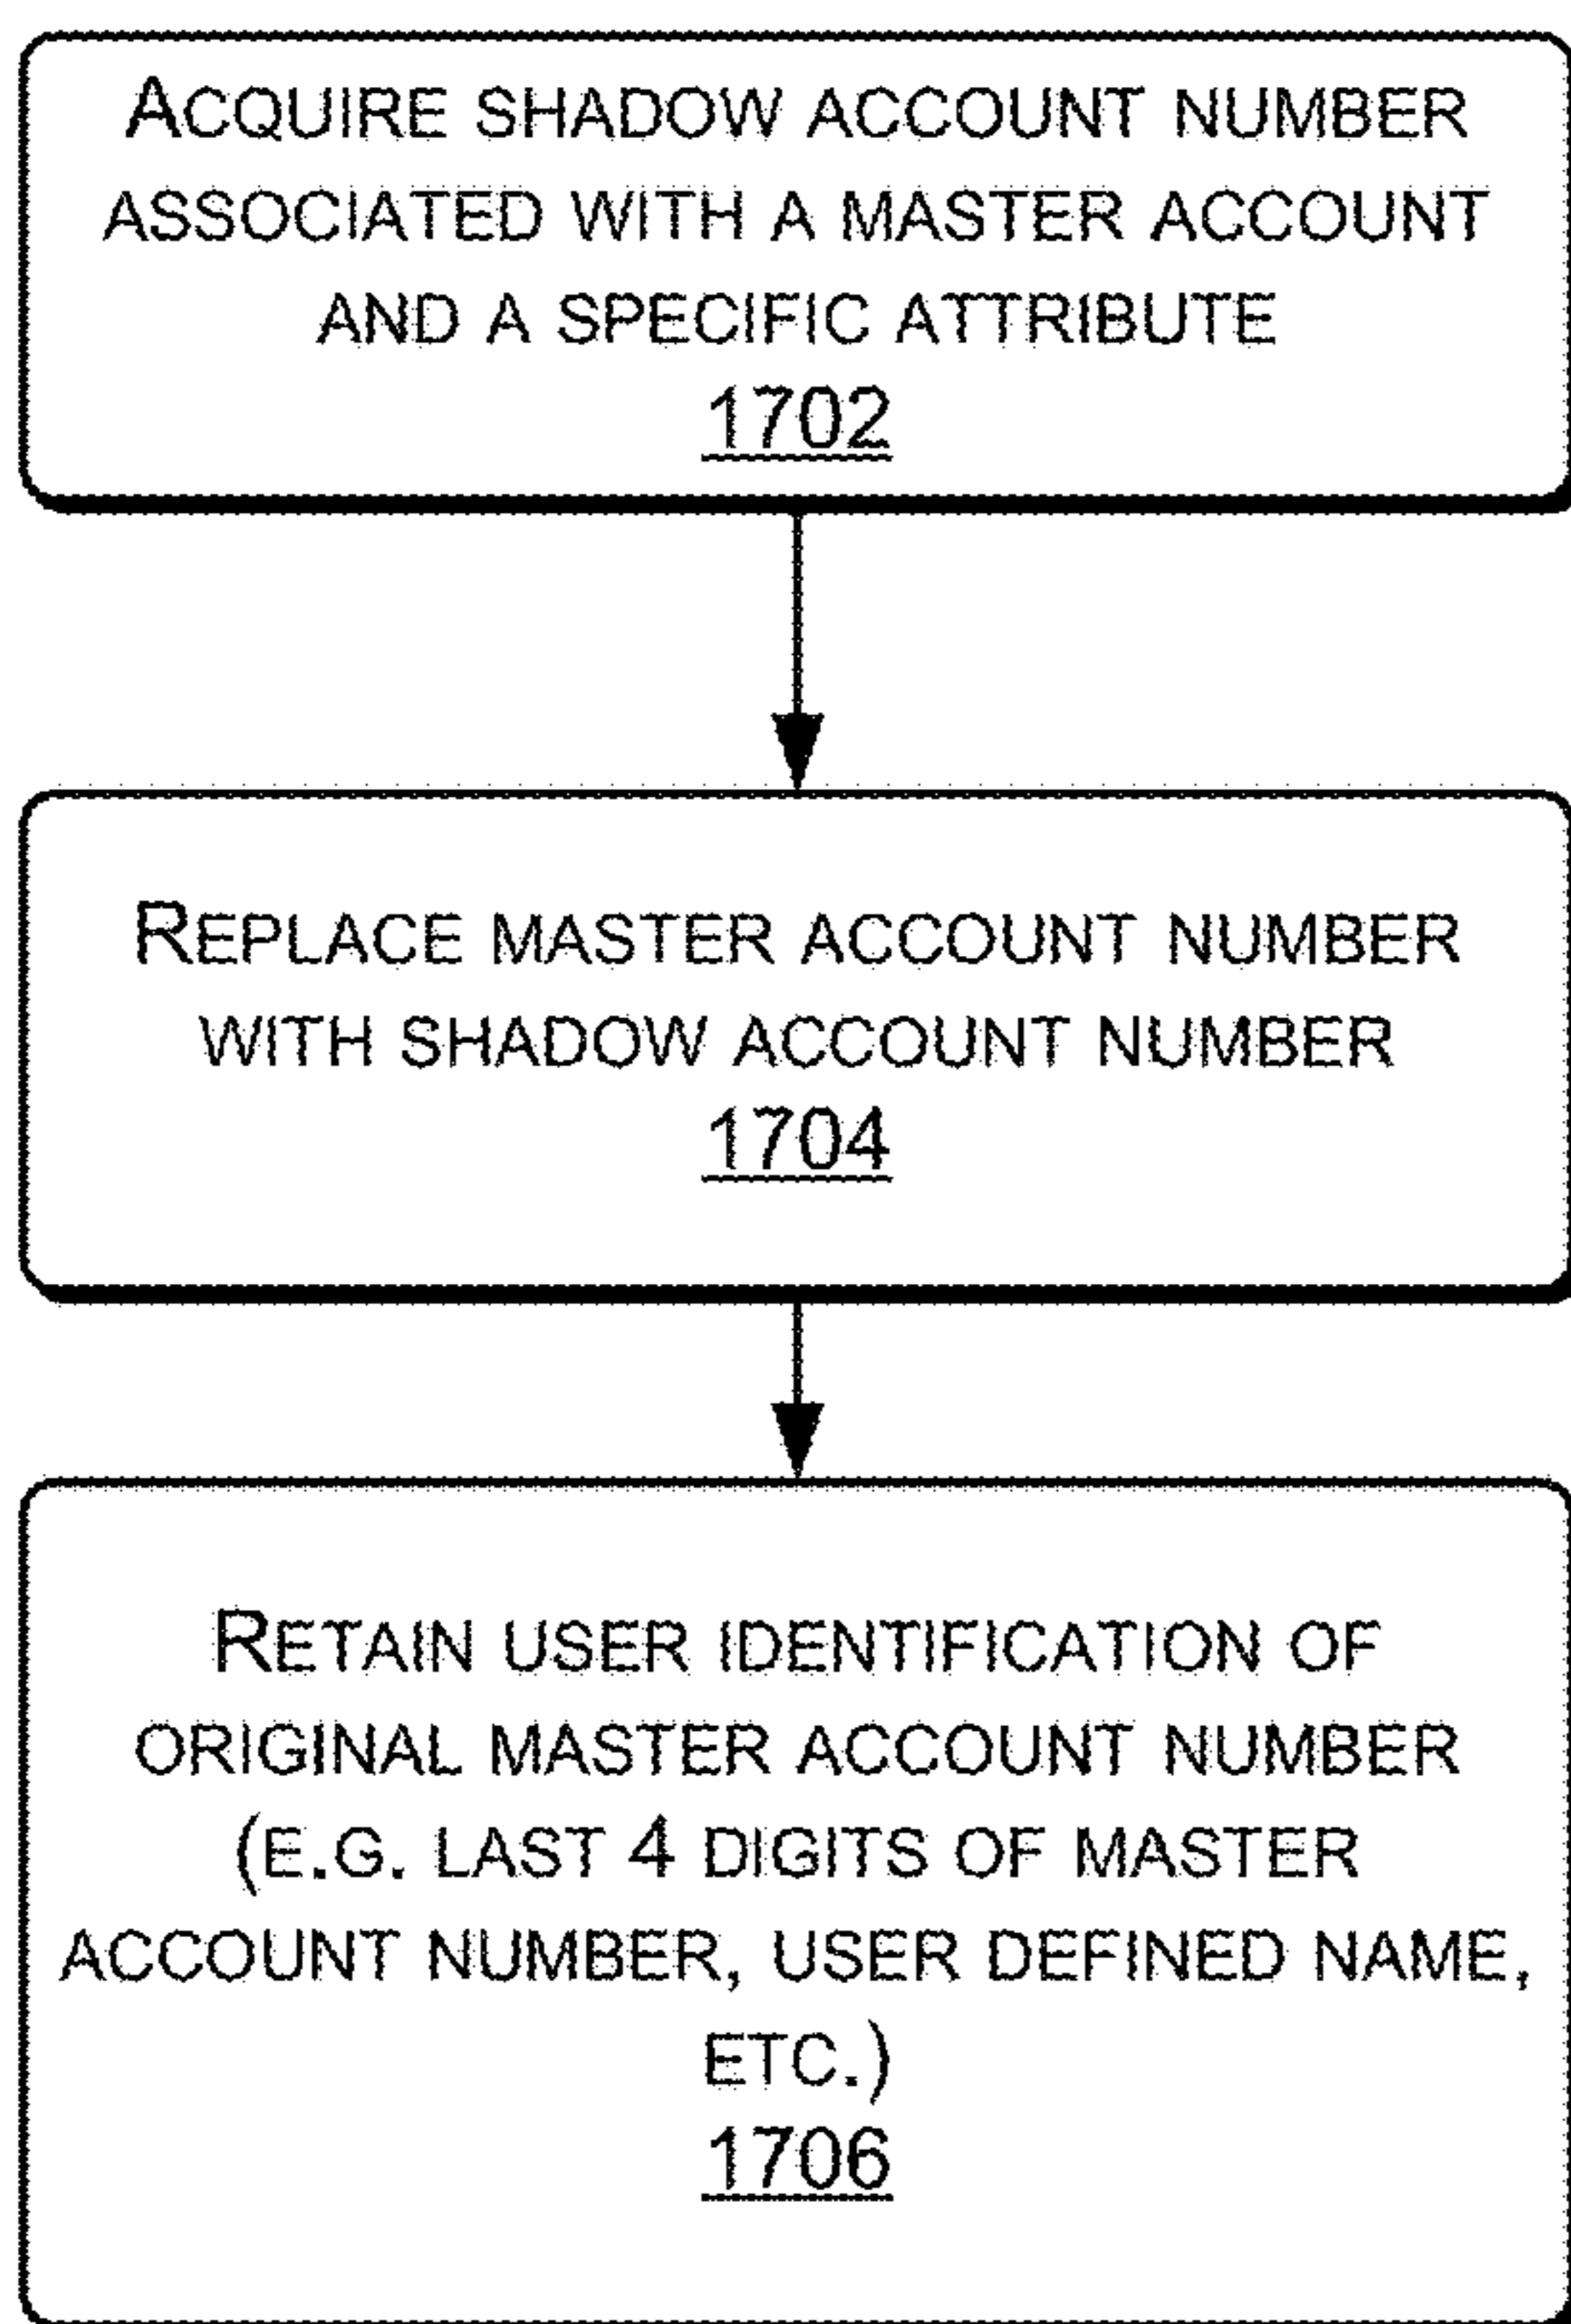 ACQUIRE SHADOW ACCOUNT NUMBER
ASSOCIATED WITH A MASTER ACCOUNT
AND A SPECIFIC ATTRIBUTE
1702
REPLACE MASTER ACCOUNT NUMBER
WITH SHADOW ACCOUNT NUMBER
1704
RETAIN USER IDENTIFICATION OF
ORIGINAL MASTER ACCOUNT NUMBER
(E.G. LAST 4 DIGITS OF MASTER
ACCOUNT NUMBER, USER DEFINED NAME,
ETC.)
1706